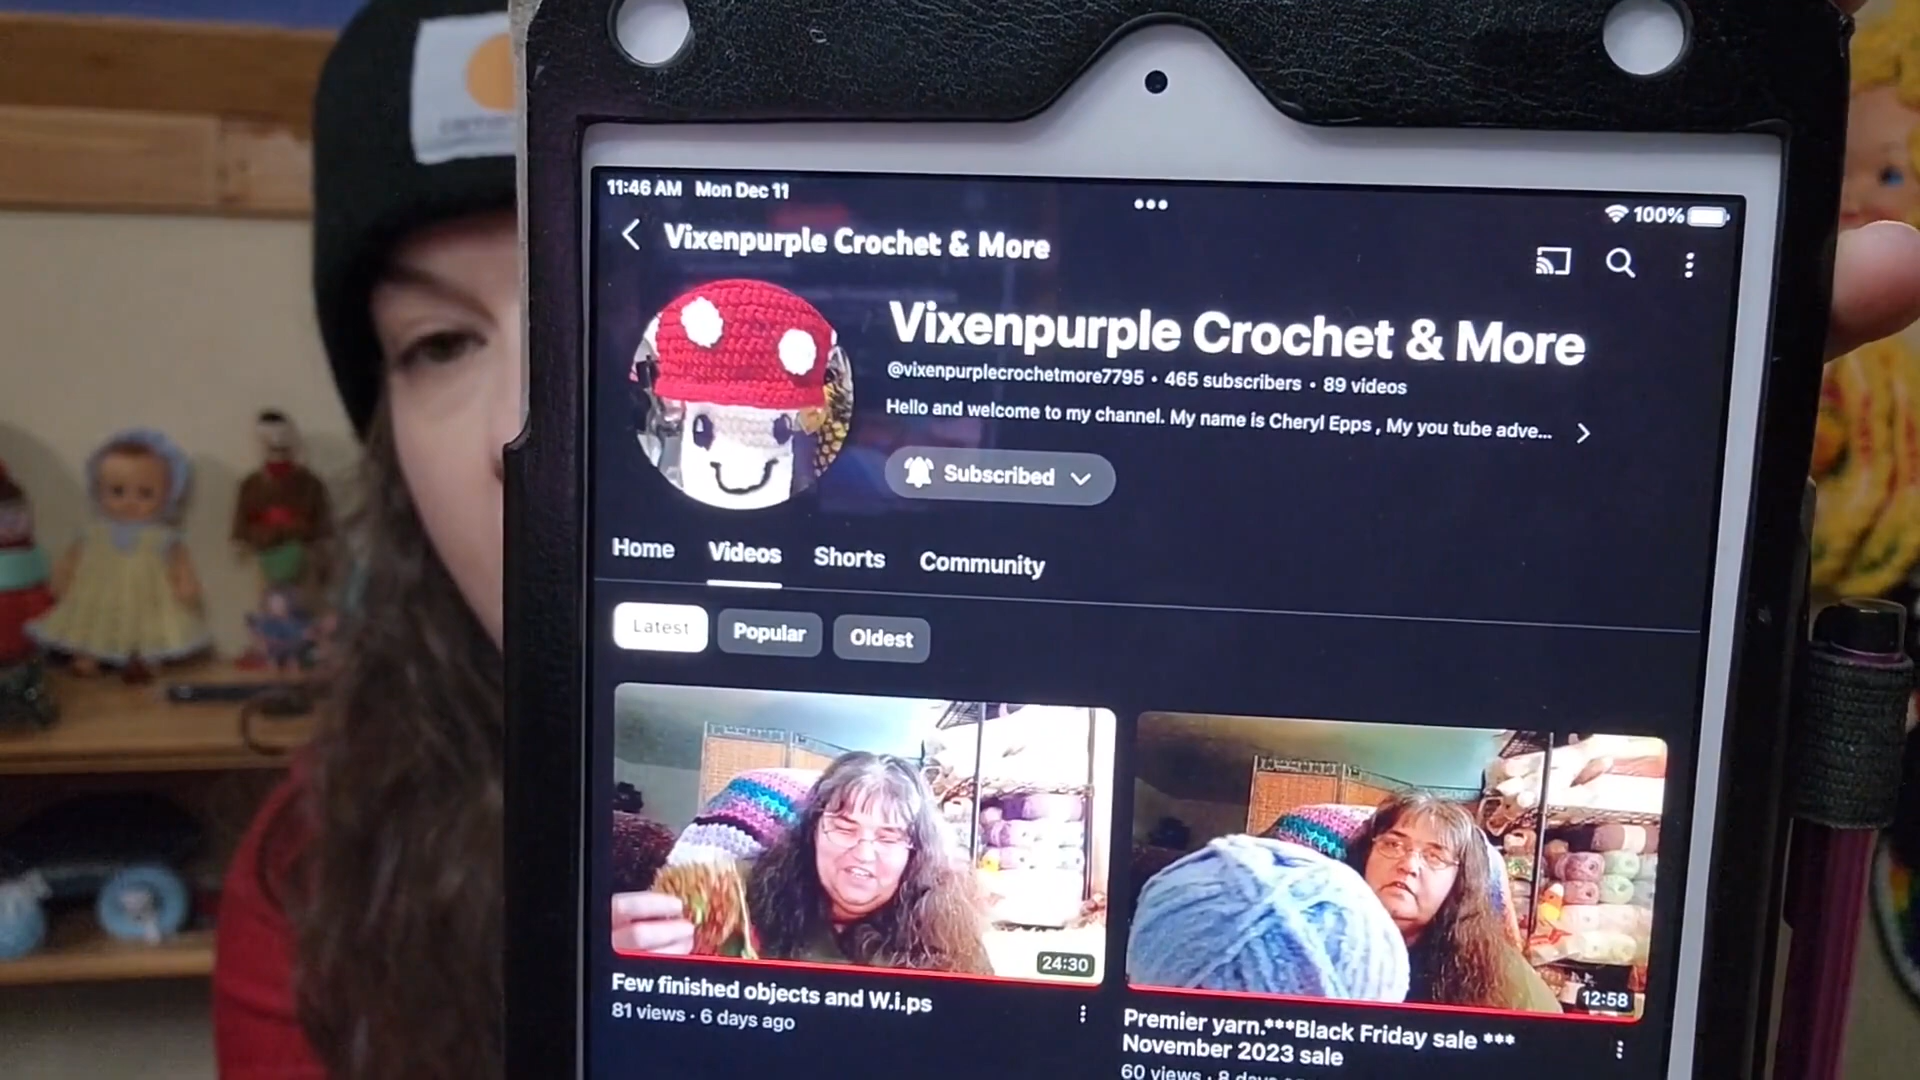 11:46 AM Mon Dec 11
100%
Vixenpurple Crochet & More
Vixenpurple Crochet & More
@vixenpurplecrochetmore7795 • 465 subscribers • 89 videos
Hello and welcome to my channel. My name is Cheryl Epps , My you tube adve...
Subscribed
Home Videos Shorts Community
Latest Popular Oldest
24:30
12:58
Few finished objects and W.i.ps
81 views · 6 days ago
Premier yarn.***Black Friday sale ***
November 2023 sale
60 views · 8